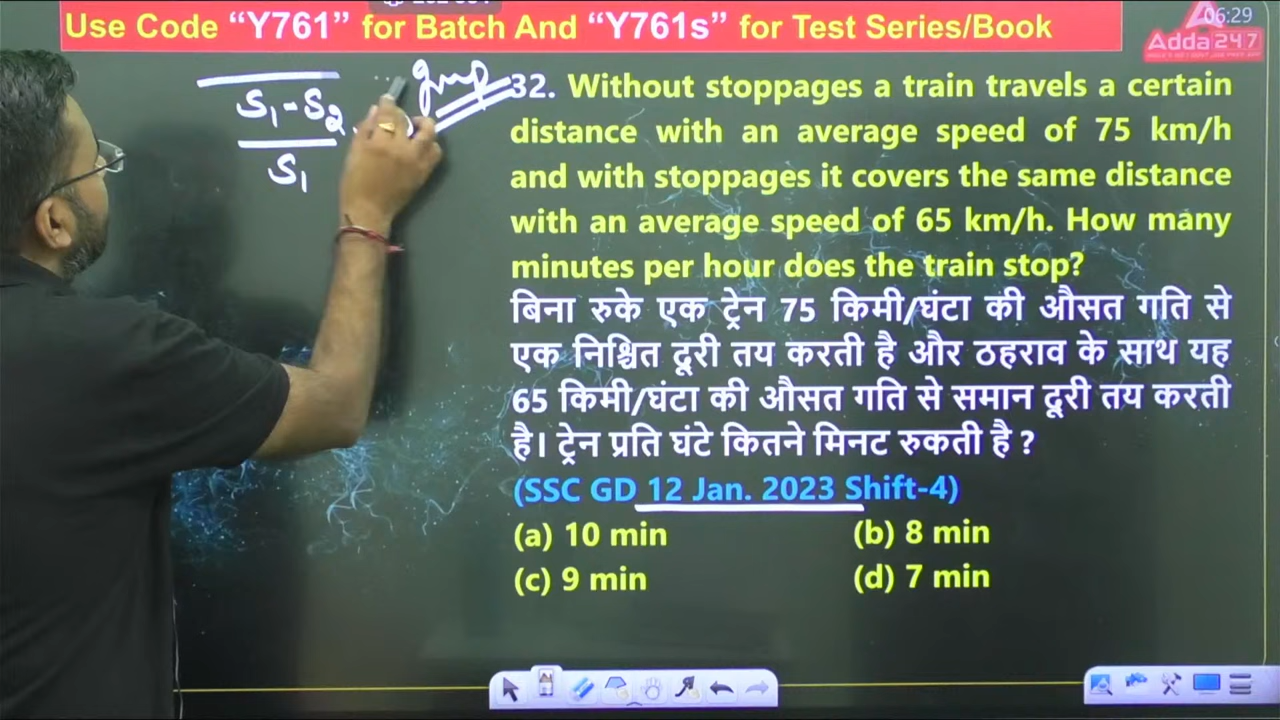 Use Code “Y761” for Batch And “Y761s” for Test Series/Book
06:29
Adda247
S₁ - S₂
S₁
32. Without stoppages a train travels a certain
distance with an average speed of 75 km/h
and with stoppages it covers the same distance
with an average speed of 65 km/h. How many
minutes per hour does the train stop?
बिना रुके एक ट्रेन 75 किमी/घंटा की औसत गति से
एक निश्चित दूरी तय करती है और ठहराव के साथ यह
65 किमी/घंटा की औसत गति से समान दूरी तय करती
है। ट्रेन प्रति घंटे कितने मिनट रुकती है ?
(SSC GD 12 Jan. 2023 Shift-4)
(a) 10 min (b) 8 min
(c) 9 min (d) 7 min